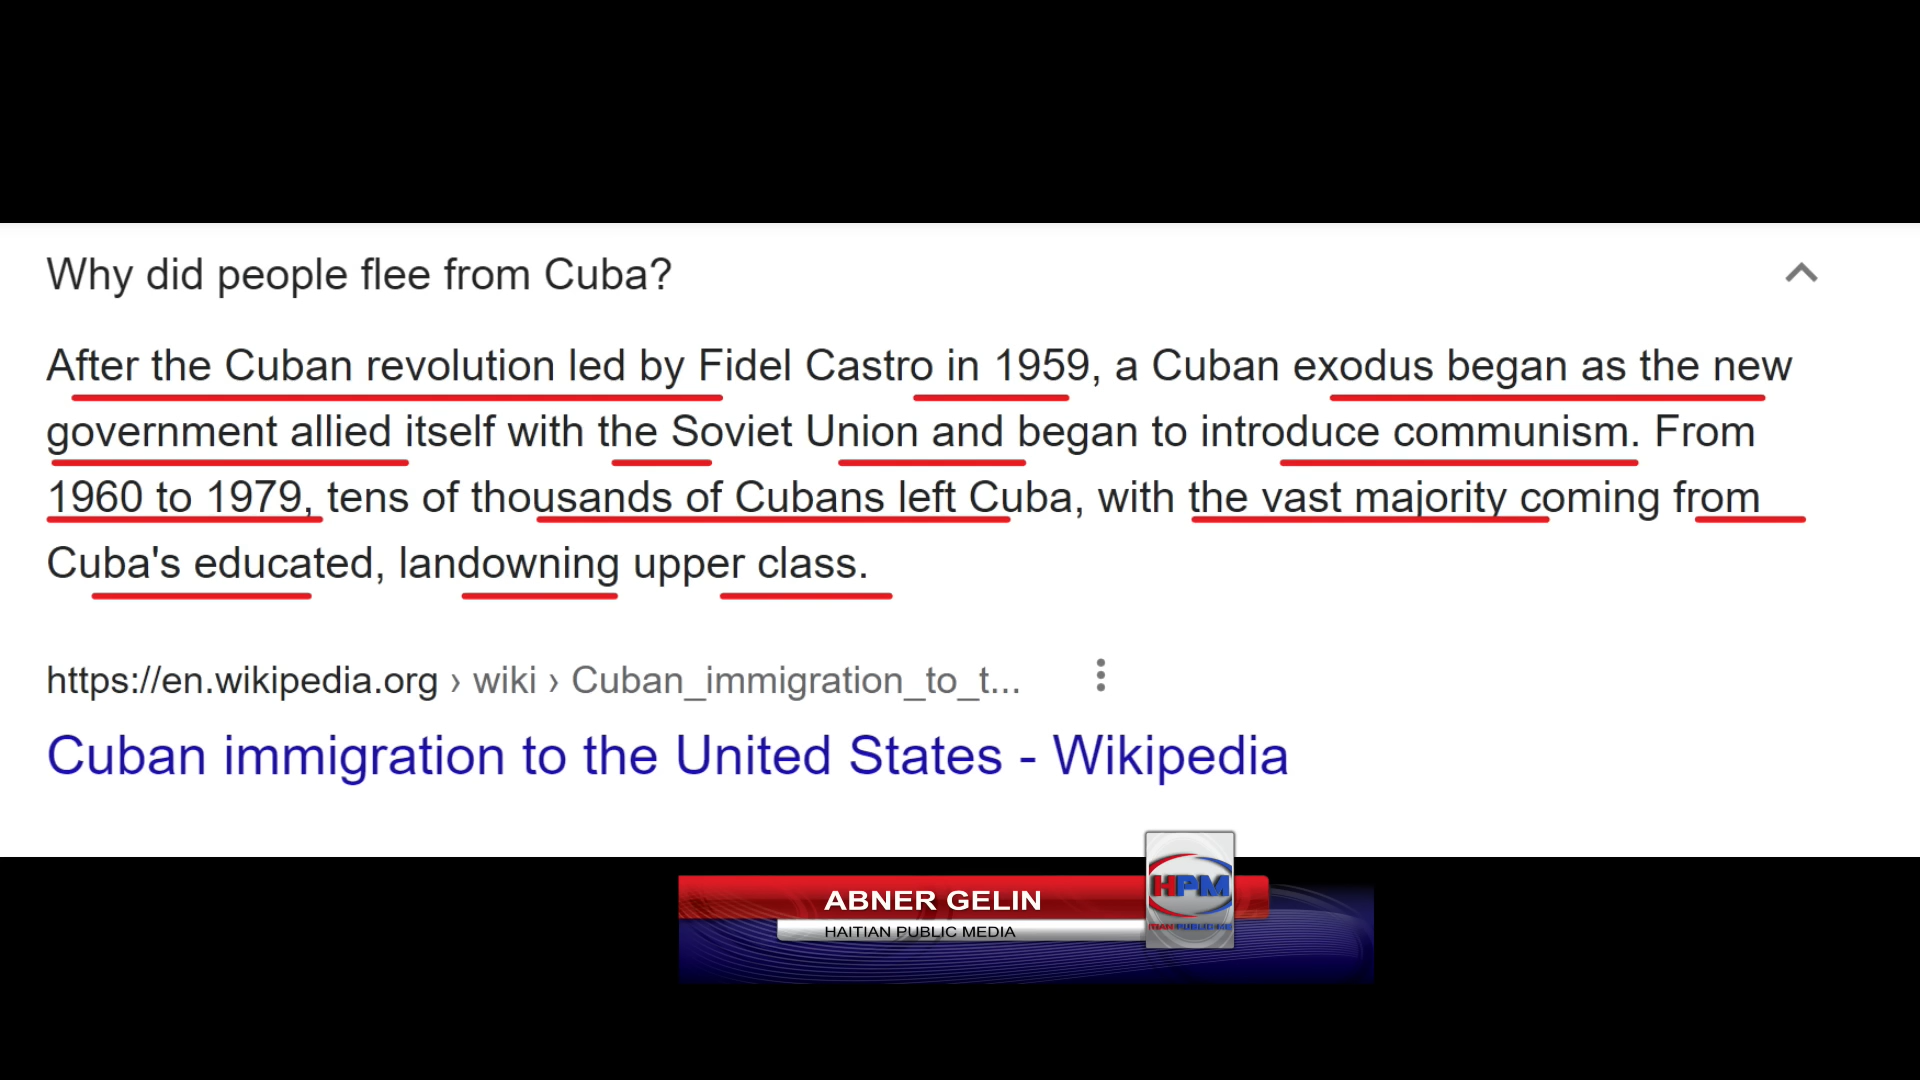 Why did people flee from Cuba?
After the Cuban revolution led by Fidel Castro in 1959, a Cuban exodus began as the new
government allied itself with the Soviet Union and began to introduce communism. From
1960 to 1979, tens of thousands of Cubans left Cuba, with the vast majority coming from
Cuba's educated, landowning upper class.
https://en.wikipedia.org › wiki › Cuban_immigration_to_t...
Cuban immigration to the United States - Wikipedia
ABNER GELIN
HAITIAN PUBLIC MEDIA
HPM